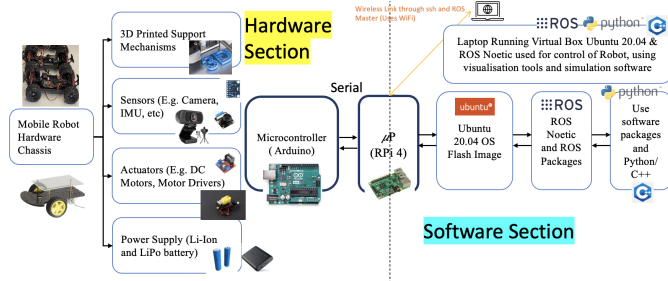 Wireless Link through ssh and ROS
Master (Uses WiFi)
ROS
python
Laptop Running Virtual Box Ubuntu 20.04 &
ROS Noetic used for control of Robot, using
visualisation tools and simulation software
3D Printed Support
Mechanisms
Hardware
Section
Sensors (E.g. Camera,
IMU, etc)
Mobile Robot
Hardware
Chassis
Actuators (E.g. DC
Motors, Motor Drivers)
Power Supply (Li-Ion
and LiPo battery)
Serial
Microcontroller
( Arduino)
μP
(RPi 4)
ubuntu
Ubuntu
20.04 OS
Flash Image
ROS
ROS
Noetic and ROS
Packages
python
Use
software
packages
and
Python/
C++
Software Section